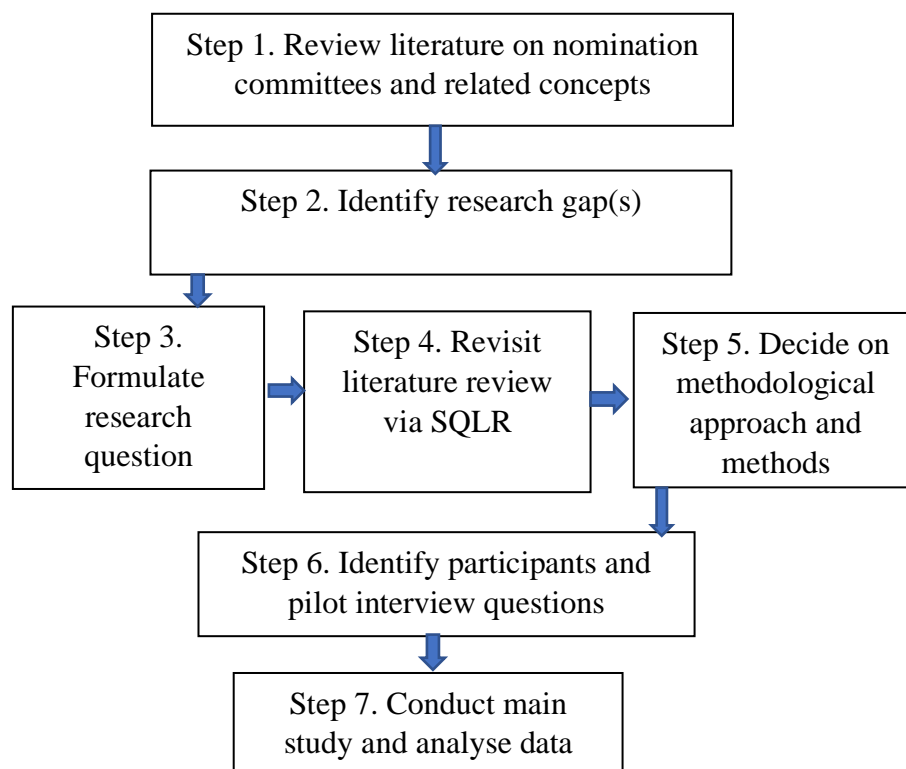 Step 1. Review literature on nomination
committees and related concepts
Step 2. Identify research gap(s)
Step 3.
Formulate
research
question
Step 4. Revisit
literature review
via SQLR
Step 5. Decide on
methodological
approach and
methods
Step 6. Identify participants and
pilot interview questions
Step 7. Conduct main
study and analyse data